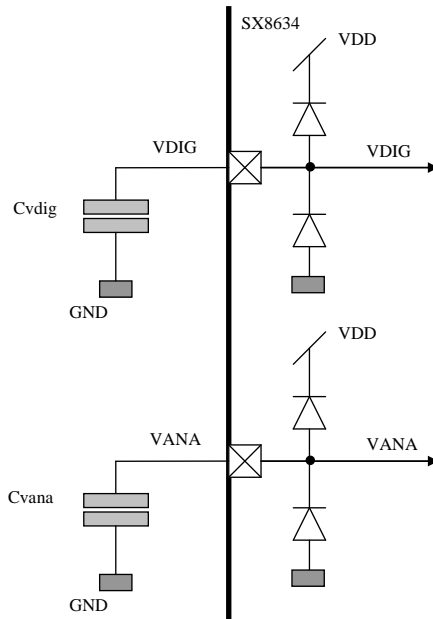 SX8634
VDD
VDIG
VDIG
Cvdig
GND
VDD
VANA
VANA
Cvana
GND